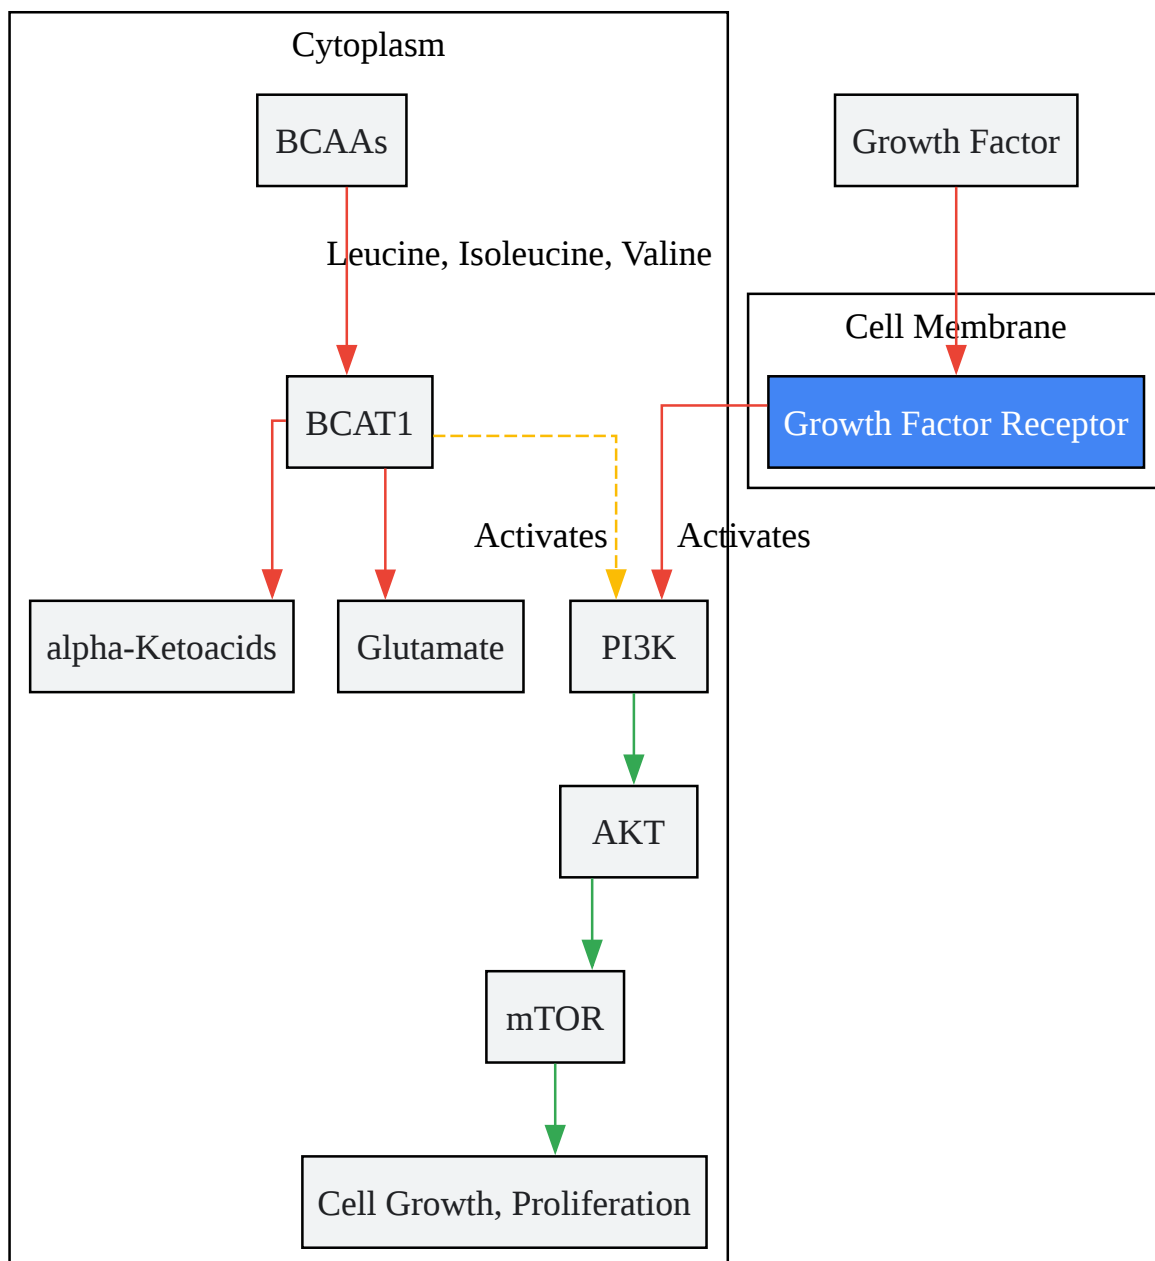 Cytoplasm
BCAAs
Growth Factor
Leucine, Isoleucine, Valine
Cell Membrane
BCAT1
Growth Factor Receptor
Activates
Activates
alpha-Ketoacids
Glutamate
PI3K
AKT
mTOR
Cell Growth, Proliferation